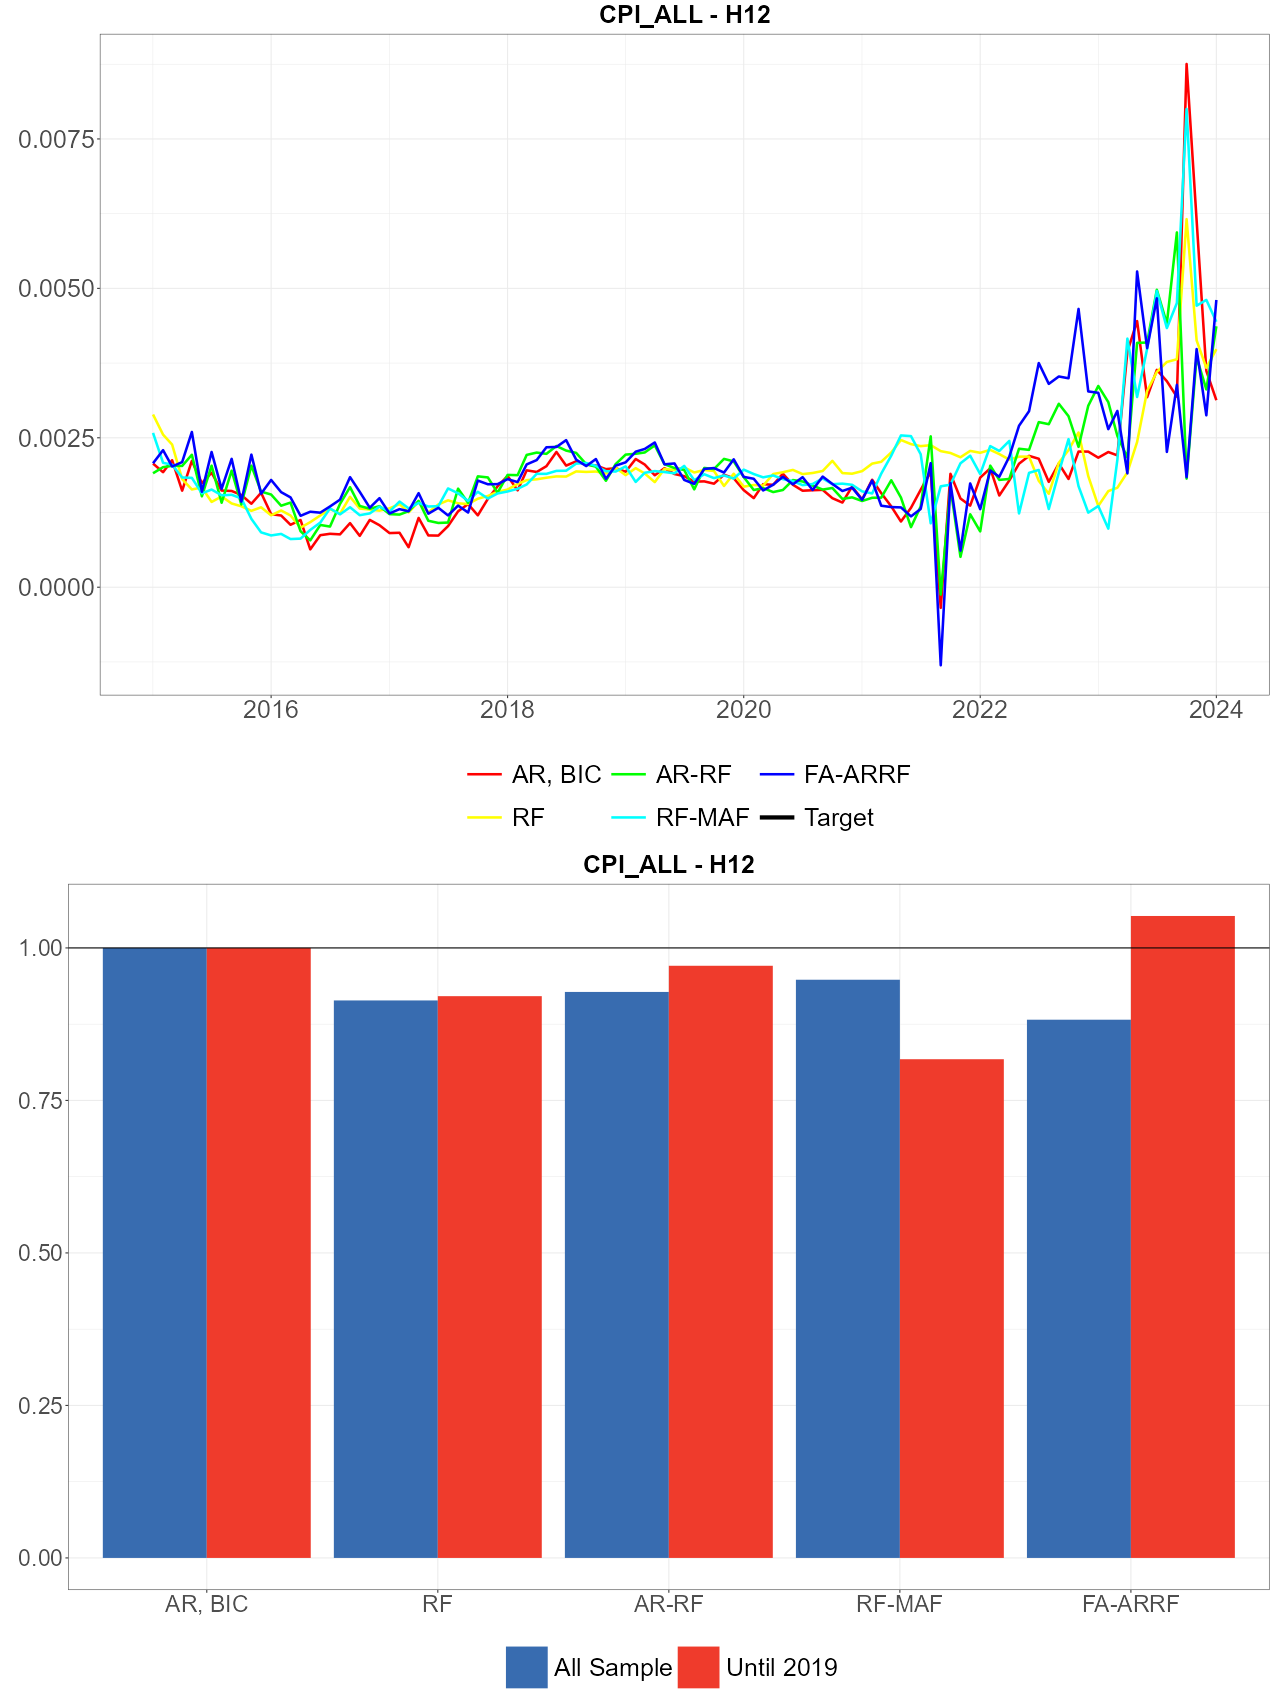 CPI_ALL - H12
0.0075
0.0050
0.0025
0.0000
2016 2018 2020 2022 2024
AR, BIC AR-RF FA-ARRF
RF RF-MAF Target
CPI_ALL - H12
1.00
0.75
0.50
0.25
0.00
AR, BIC RF AR-RF RF-MAF FA-ARRF
All Sample Until 2019